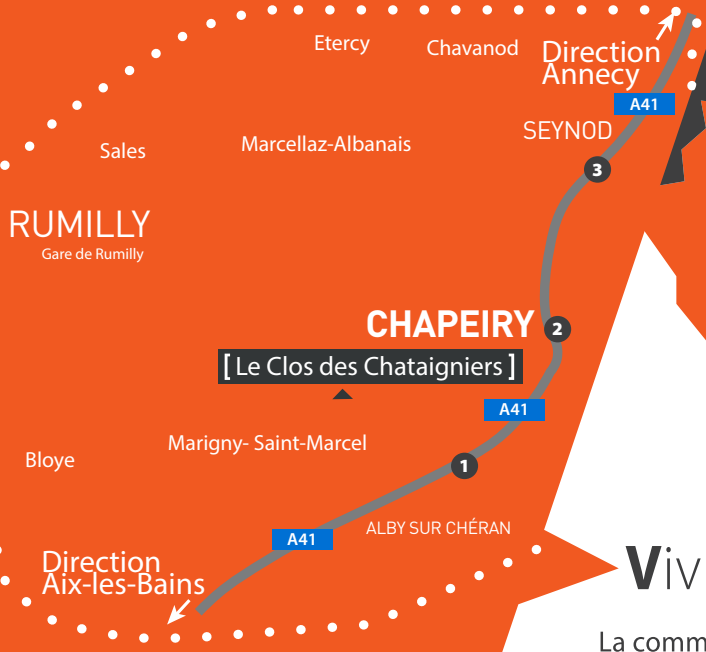 Etercy
Chavanod
Direction
Annecy
A41
SEYNOD
Sales
Marcellaz-Albanais
3
RUMILLY
Gare de Rumilly
CHAPEIRY
2
[ Le Clos des Chataigniers ]
A41
Marigny- Saint-Marcel
Bloye
1
ALBY SUR CHÉRAN
A41
Direction
Aix-les-Bains
Viv
La comm